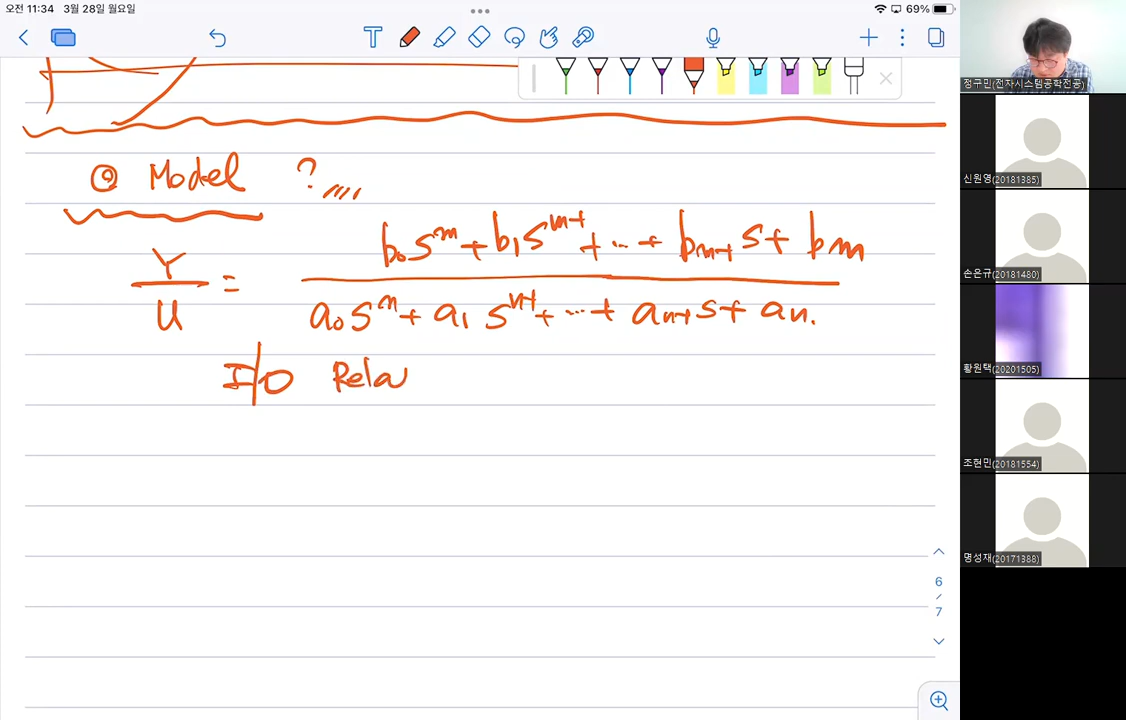 오전 11:34 3월 28일 월요일
69%
T
◎ Model ?
b₀s^m + b₁s^m-1 + ... + bm-1 s + bm
Y/U =
a₀s^n + a₁ s^n-1 + ... + an-1 s + an.
I/O Rela
6
/
7
정구민(전자시스템공학전공)
신원영(20181385)
손은규(20181480)
황원택(20201505)
조현민(20181554)
명성재(20171388)